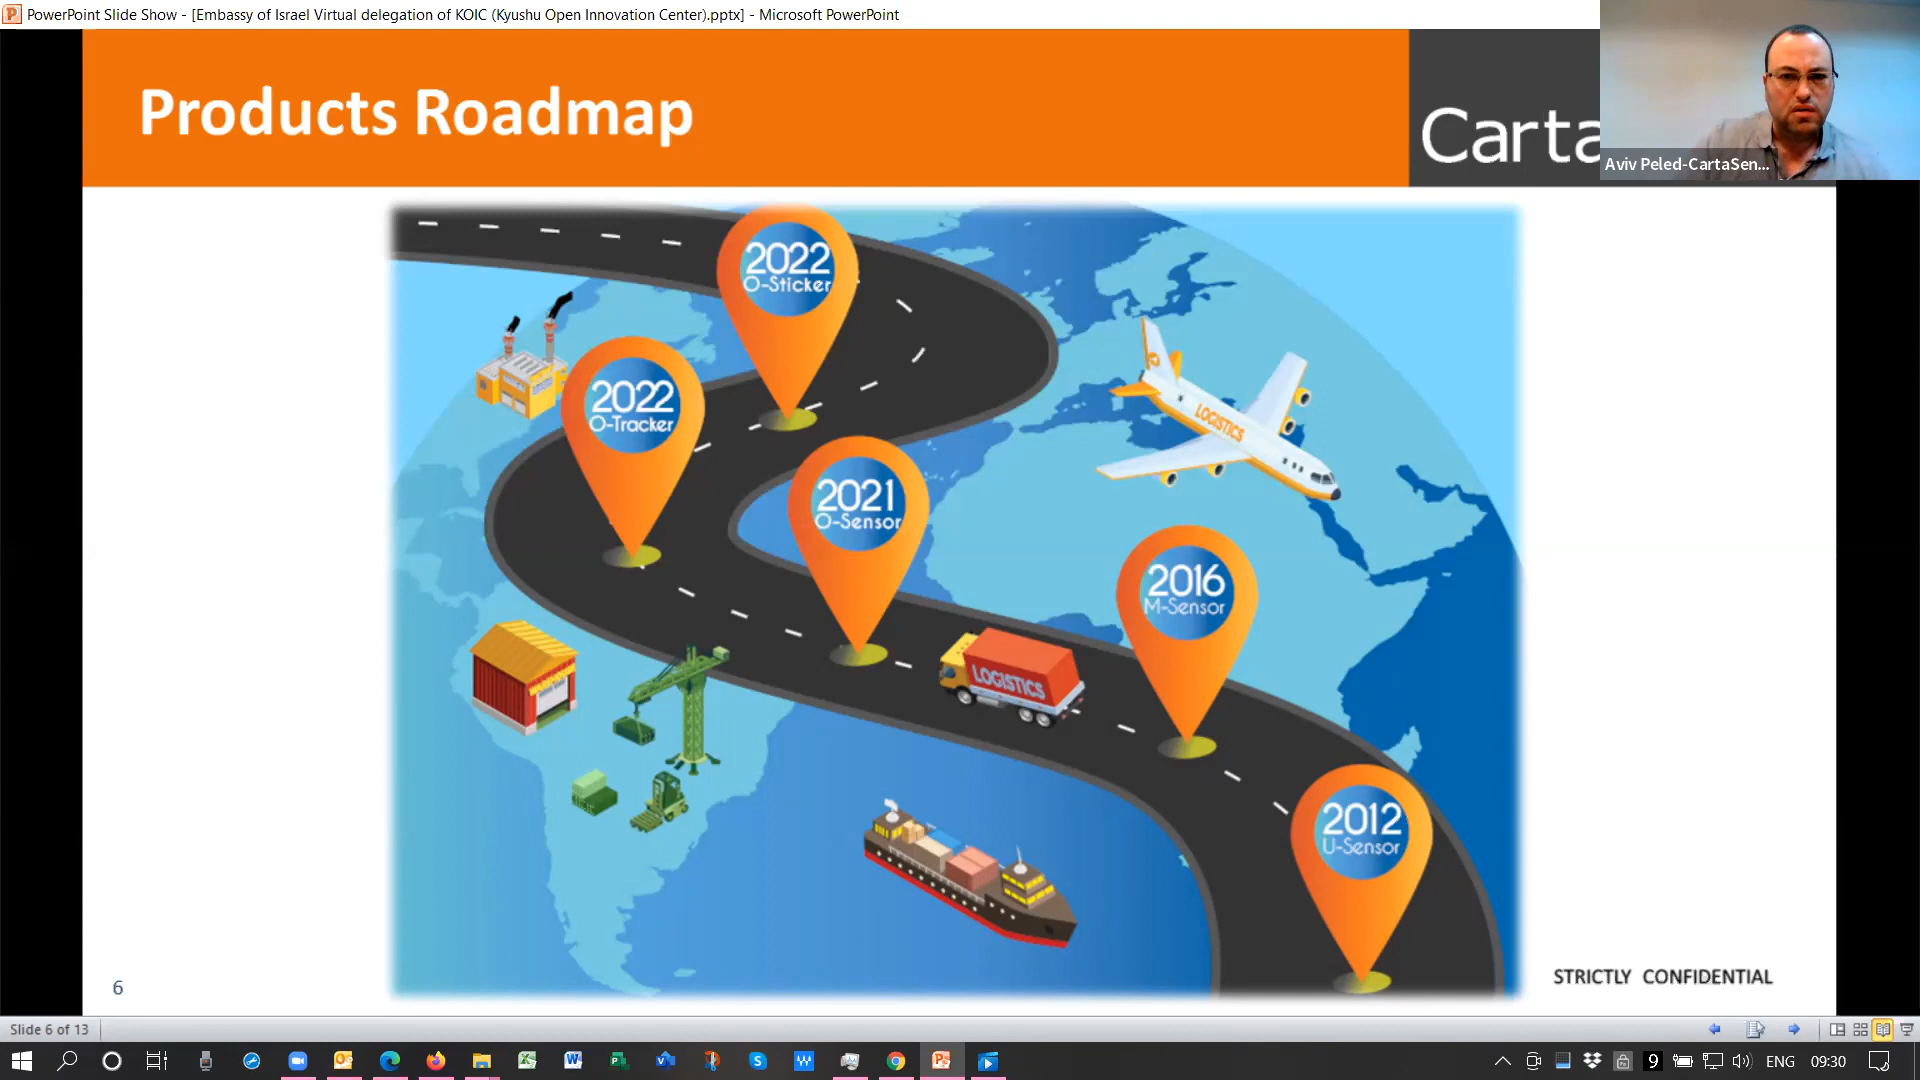 PowerPoint Slide Show - [Embassy of Israel Virtual delegation of KOIC (Kyushu Open Innovation Center).pptx] - Microsoft PowerPoint
Products Roadmap
Carta
Aviv Peled-CartaSen...
2022
O-Sticker
2022
O-Tracker
2021
O-Sensor
LOGISTICS
2016
M-Sensor
LOGISTICS
2012
U-Sensor
6
STRICTLY CONFIDENTIAL
Slide 6 of 13
9
ENG
09:30